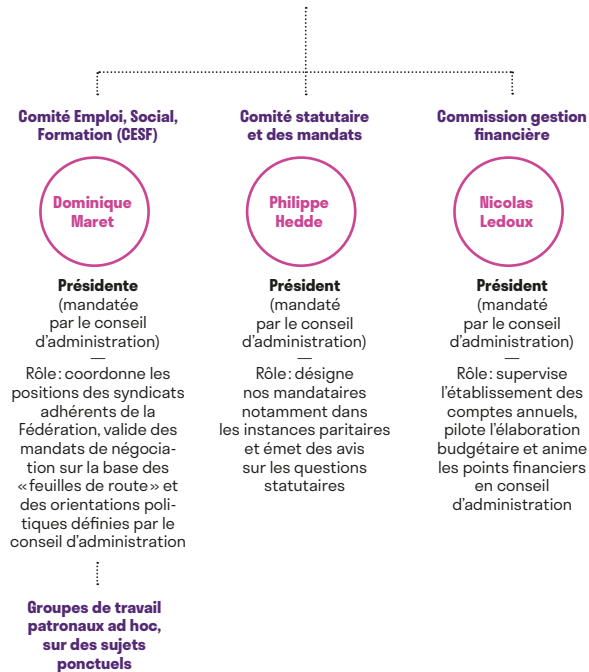 Comité Emploi, Social,
Formation (CESF)
Dominique
Maret
Présidente
(mandatée
par le conseil
d'administration)
—
Rôle : coordonne les
positions des syndicats
adhérents de la
Fédération, valide des
mandats de négocia-
tion sur la base des
« feuilles de route » et
des orientations poli-
tiques définies par le
conseil d'administration
Groupes de travail
patronaux ad hoc,
sur des sujets
ponctuels
Comité statutaire
et des mandats
Philippe
Hedde
Président
(mandaté
par le conseil
d'administration)
—
Rôle : désigne
nos mandataires
notamment dans
les instances paritaires
et émet des avis
sur les questions
statutaires
Commission gestion
financière
Nicolas
Ledoux
Président
(mandaté
par le conseil
d'administration)
—
Rôle : supervise
l'établissement des
comptes annuels,
pilote l'élaboration
budgétaire et anime
les points financiers
en conseil
d'administration